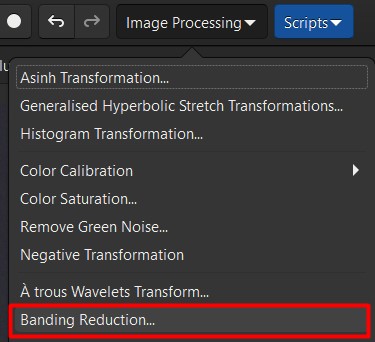 Image Processing
Scripts
Asinh Transformation...
Generalised Hyperbolic Stretch Transformations...
Histogram Transformation...
Color Calibration
Color Saturation...
Remove Green Noise...
Negative Transformation
À trous Wavelets Transform...
Banding Reduction...